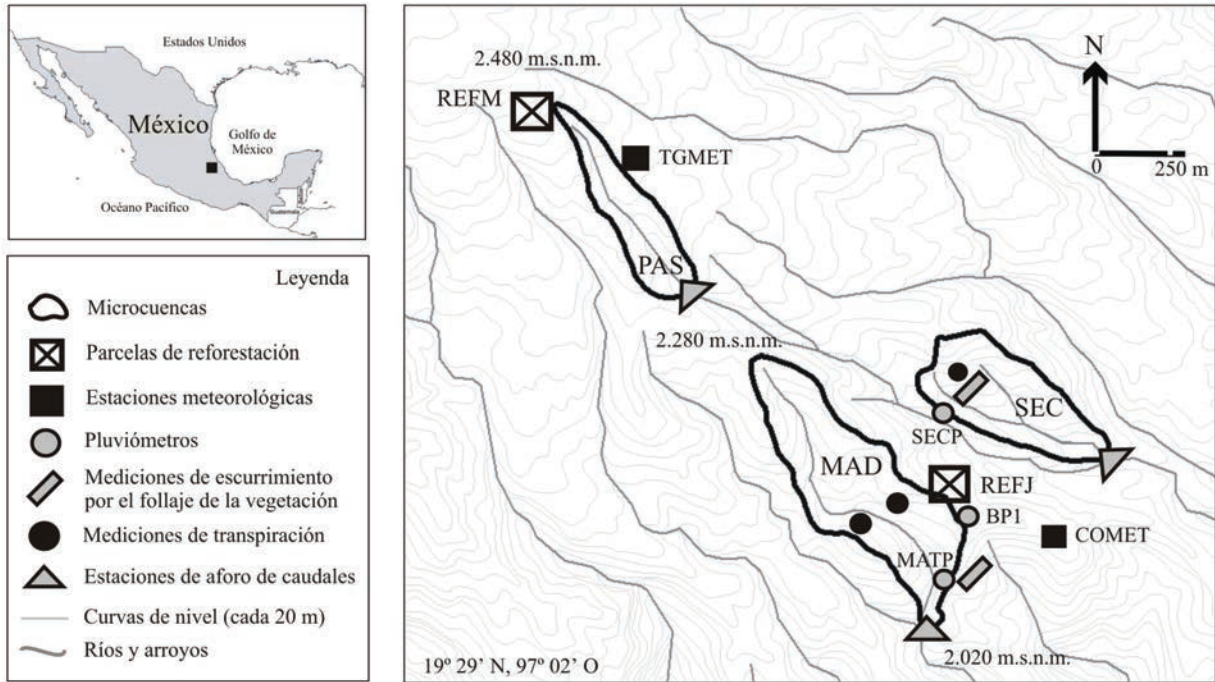 Estados Unidos
México
Golfo de
México
Océano Pacífico
Guatemala
Leyenda
Microcuencas
Parcelas de reforestación
Estaciones meteorológicas
Pluviómetros
Mediciones de escurrimiento
por el follaje de la vegetación
Mediciones de transpiración
Estaciones de aforo de caudales
Curvas de nivel (cada 20 m)
Ríos y arroyos
2.480 m.s.n.m.
N
REFM
TGMET
0 250 m
PAS
2.280 m.s.n.m.
SEC
SECP
MAD
REFJ
BP1
COMET
MATP
2.020 m.s.n.m.
19º 29’ N, 97º 02’ O